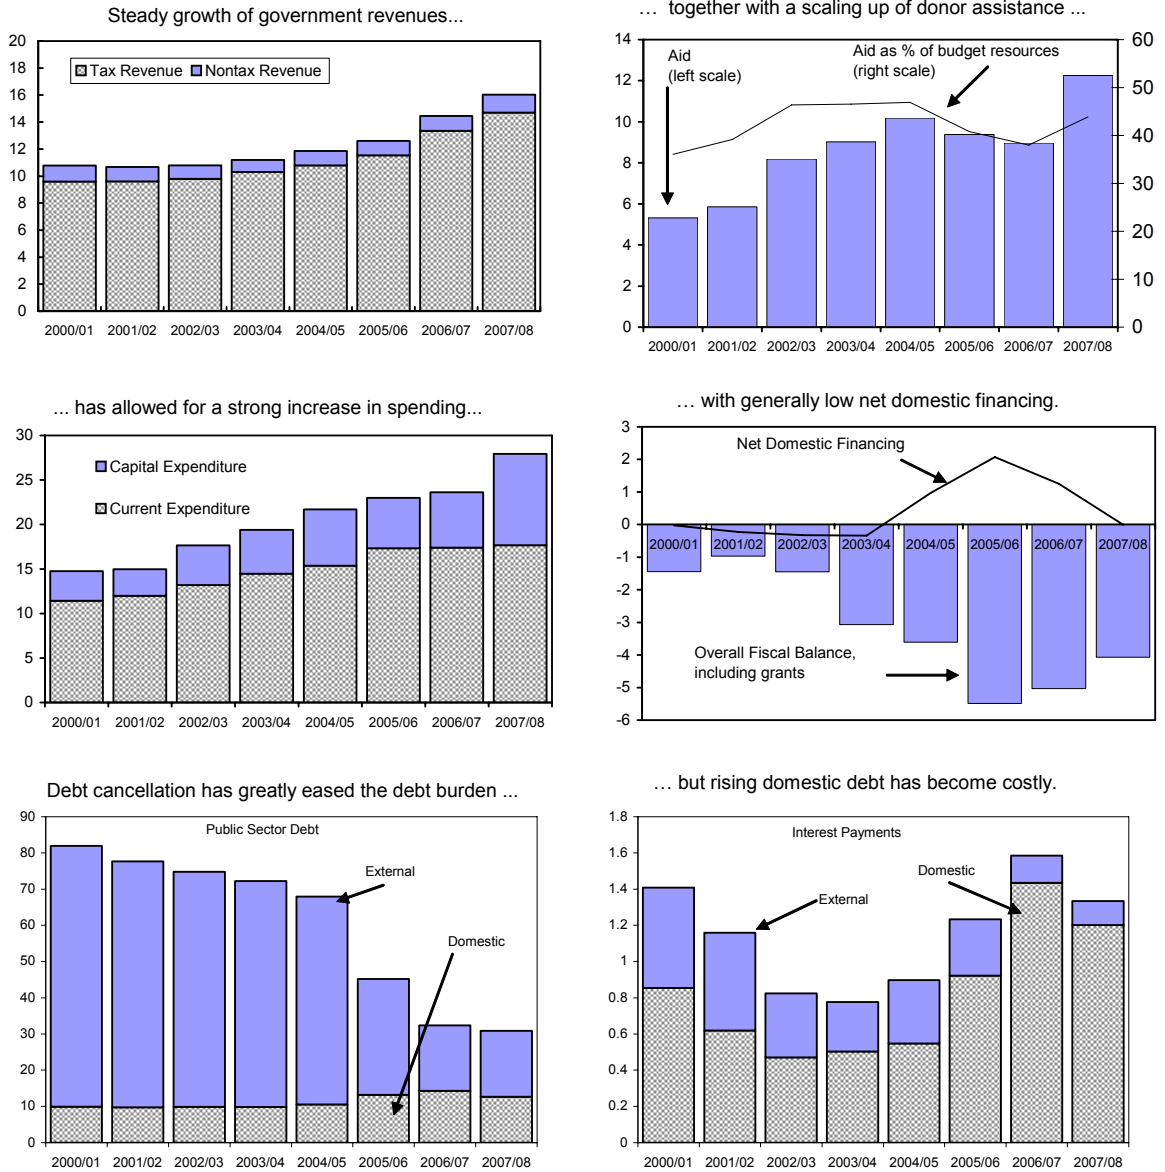 Steady growth of government revenues...
20
18
16
14
12
10
8
6
4
2
0
Tax Revenue Nontax Revenue
2000/01 2001/02 2002/03 2003/04 2004/05 2005/06 2006/07 2007/08
… together with a scaling up of donor assistance ...
14
12
10
8
6
4
2
0
Aid
(left scale)
Aid as % of budget resources
(right scale)
60
50
40
30
20
10
0
2000/01 2001/02 2002/03 2003/04 2004/05 2005/06 2006/07 2007/08
... has allowed for a strong increase in spending...
30
25
20
15
10
5
0
Capital Expenditure
Current Expenditure
2000/01 2001/02 2002/03 2003/04 2004/05 2005/06 2006/07 2007/08
… with generally low net domestic financing.
3
2
1
0
-1
-2
-3
-4
-5
-6
Net Domestic Financing
2000/01 2001/02 2002/03 2003/04 2004/05 2005/06 2006/07 2007/08
Overall Fiscal Balance,
including grants
Debt cancellation has greatly eased the debt burden ...
90
80
70
60
50
40
30
20
10
0
Public Sector Debt
External
Domestic
2000/01 2001/02 2002/03 2003/04 2004/05 2005/06 2006/07 2007/08
… but rising domestic debt has become costly.
1.8
1.6
1.4
1.2
1
0.8
0.6
0.4
0.2
0
Interest Payments
Domestic
External
2000/01 2001/02 2002/03 2003/04 2004/05 2005/06 2006/07 2007/08